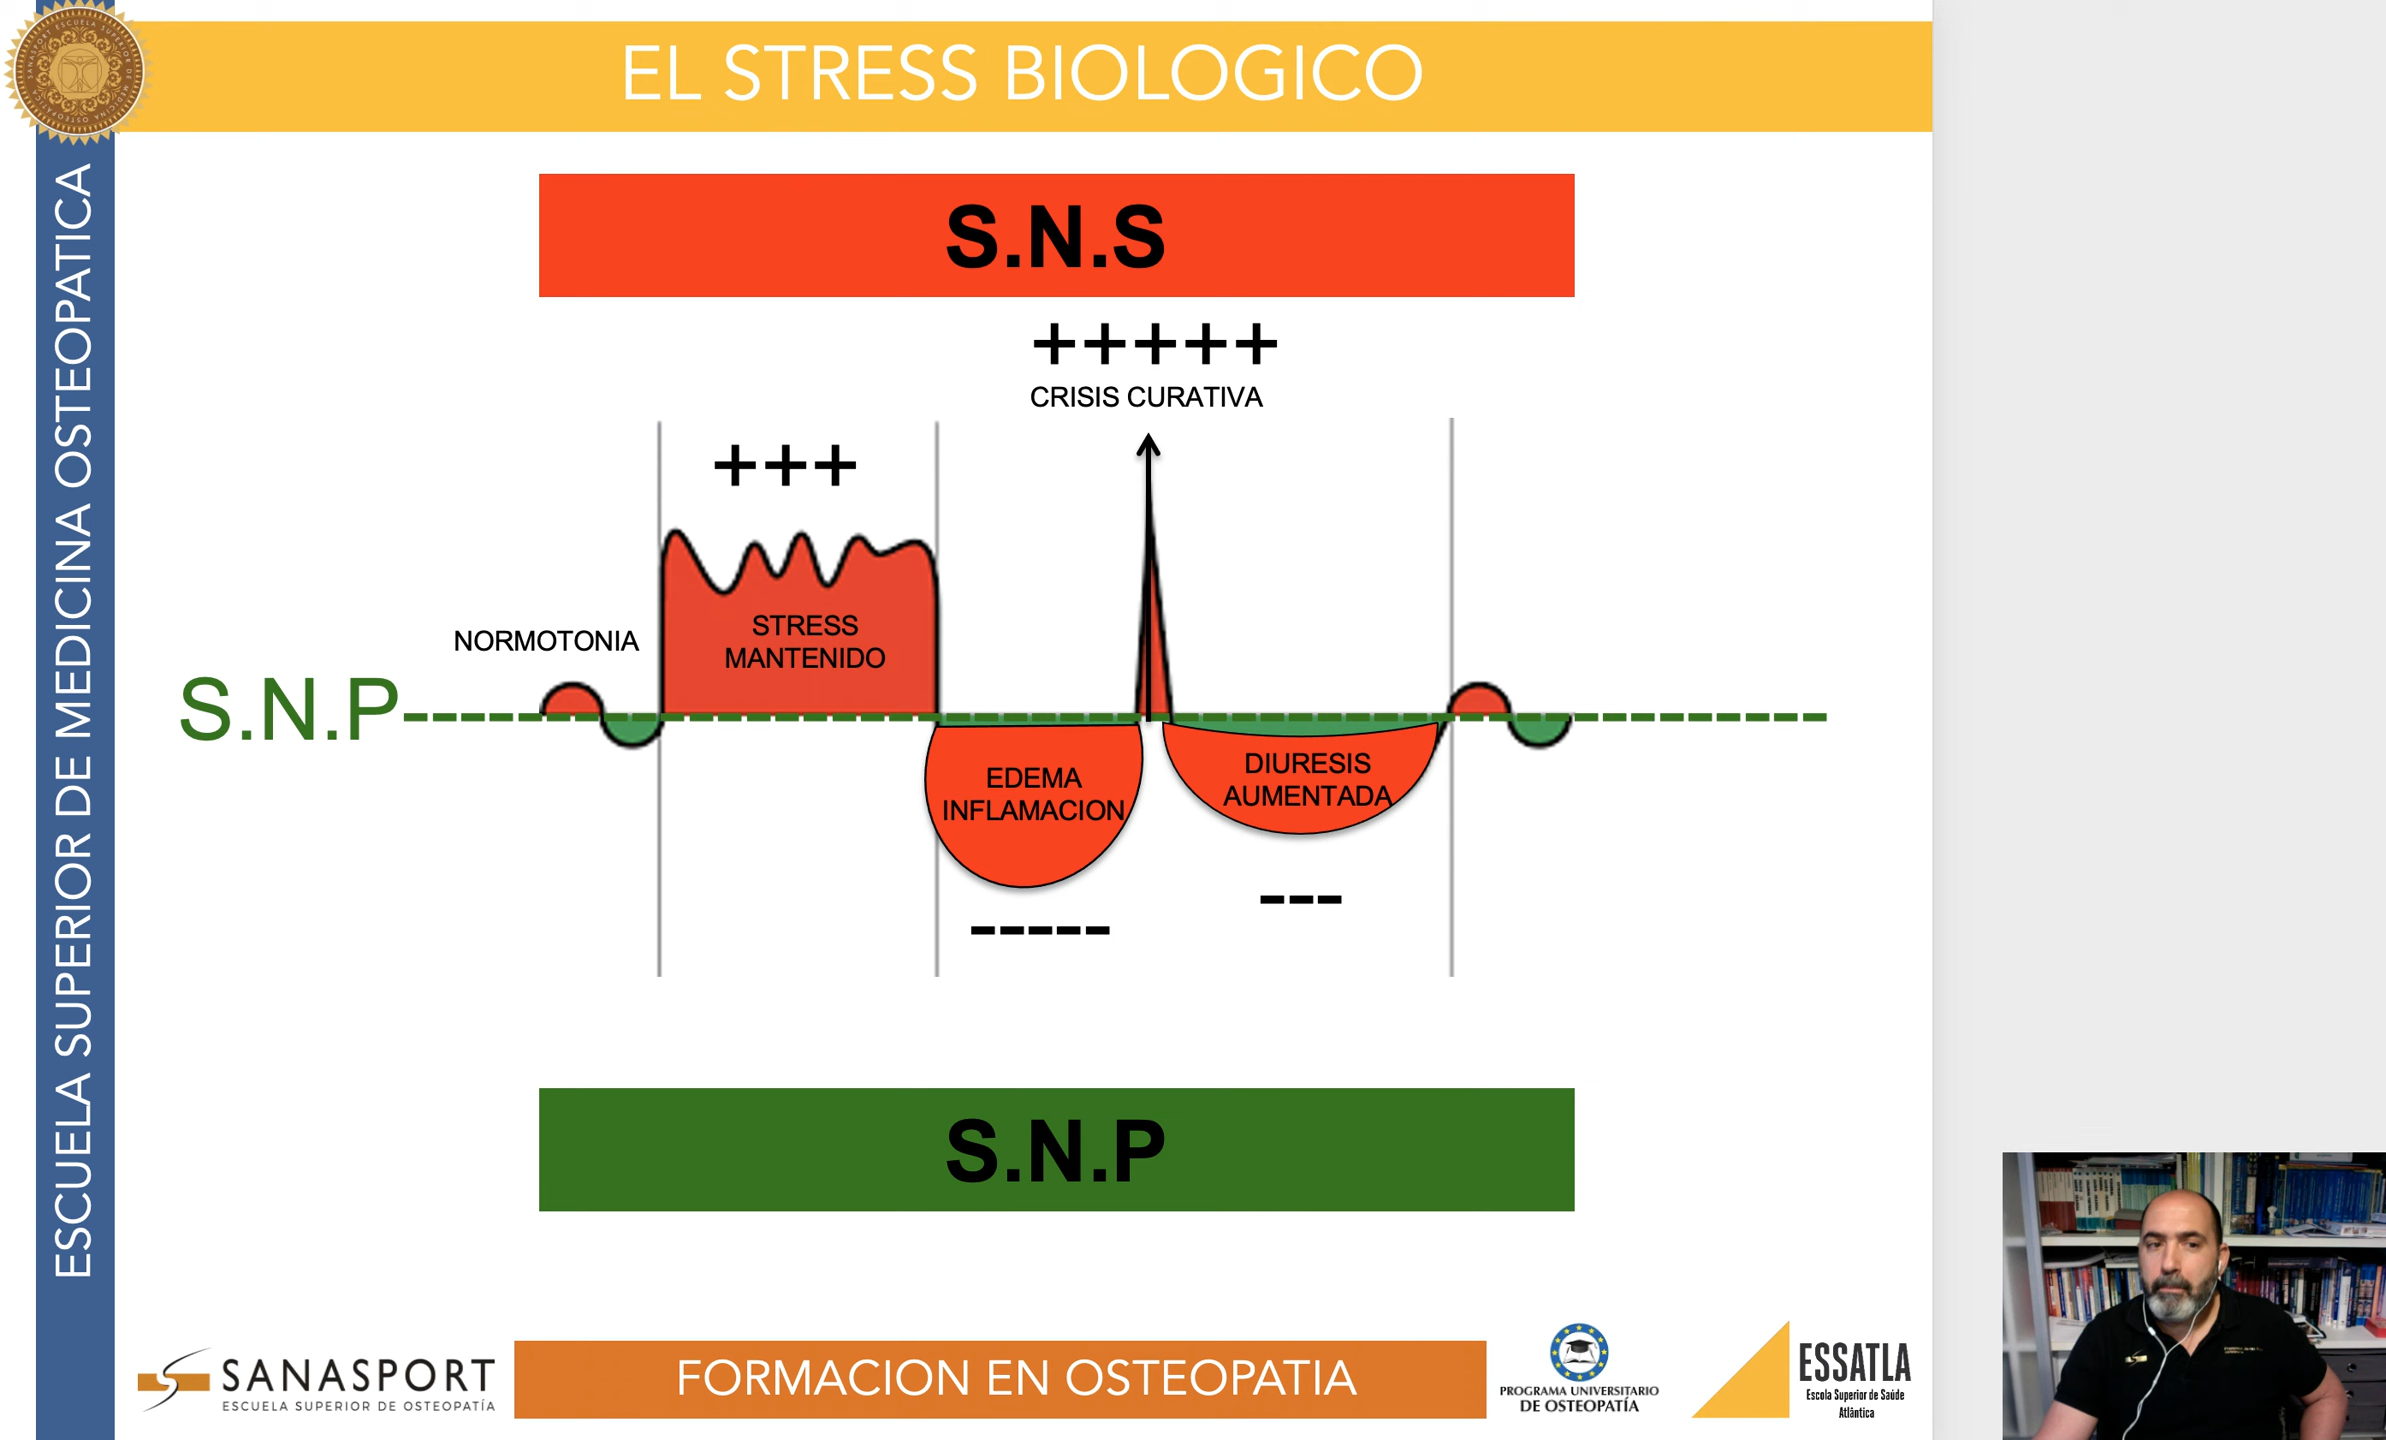 EL STRESS BIOLOGICO
ESCUELA SUPERIOR DE MEDICINA OSTEOPATICA
S.N.S
+++++
CRISIS CURATIVA
+++
STRESS
MANTENIDO
NORMOTONIA
S.N.P
EDEMA
INFLAMACION
DIURESIS
AUMENTADA
---
-----
S.N.P
SANASPORT
ESCUELA SUPERIOR DE OSTEOPATÍA
FORMACION EN OSTEOPATIA
PROGRAMA UNIVERSITARIO
DE OSTEOPATÍA
ESSATLA
Escola Superior de Saúde
Atlântica